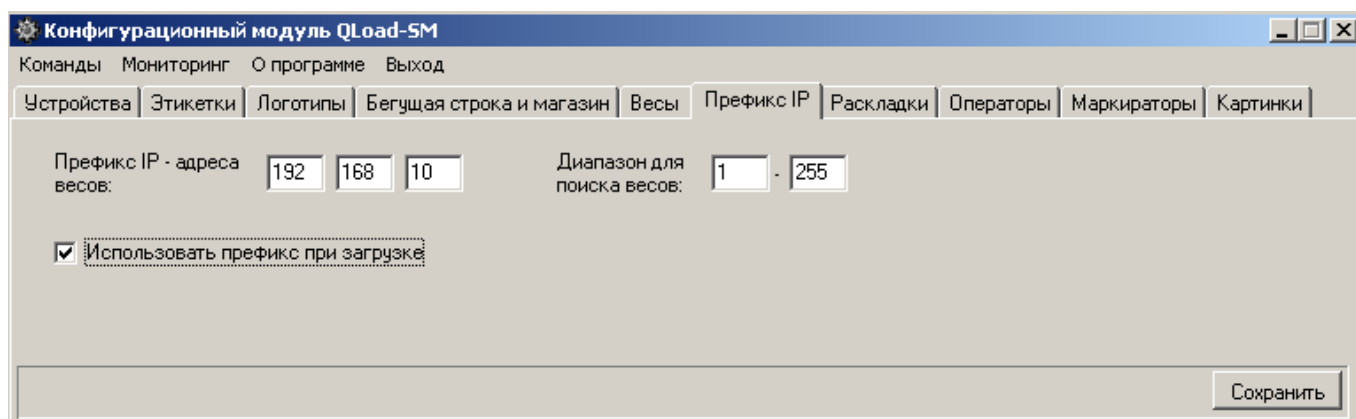 Конфигурационный модуль QLoad-SM
Команды Мониторинг О программе Выход
Устройства Этикетки Логотипы Бегущая строка и магазин Весы Префикс IP Раскладки Операторы Маркираторы Картинки
Префикс IP - адреса весов: 192 168 10 Диапазон для поиска весов: 1 - 255
Использовать префикс при загрузке
Сохранить